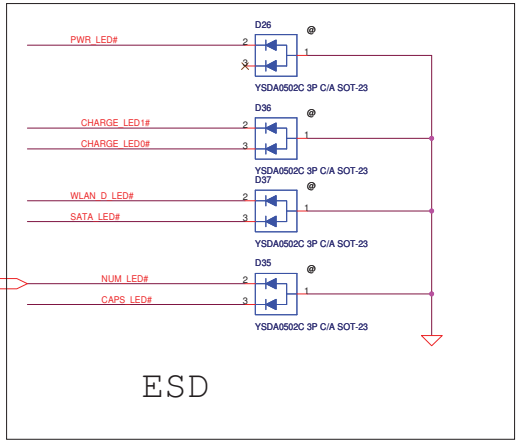 D26
@
PWR_LED# 2 1
3
YSDA0502C 3P C/A SOT-23
D36
@
CHARGE_LED1# 2 1
CHARGE_LED0# 3
YSDA0502C 3P C/A SOT-23
D37
@
WLAN_D_LED# 2 1
SATA_LED# 3
YSDA0502C 3P C/A SOT-23
D35
@
NUM_LED# 2 1
CAPS_LED# 3
YSDA0502C 3P C/A SOT-23
ESD